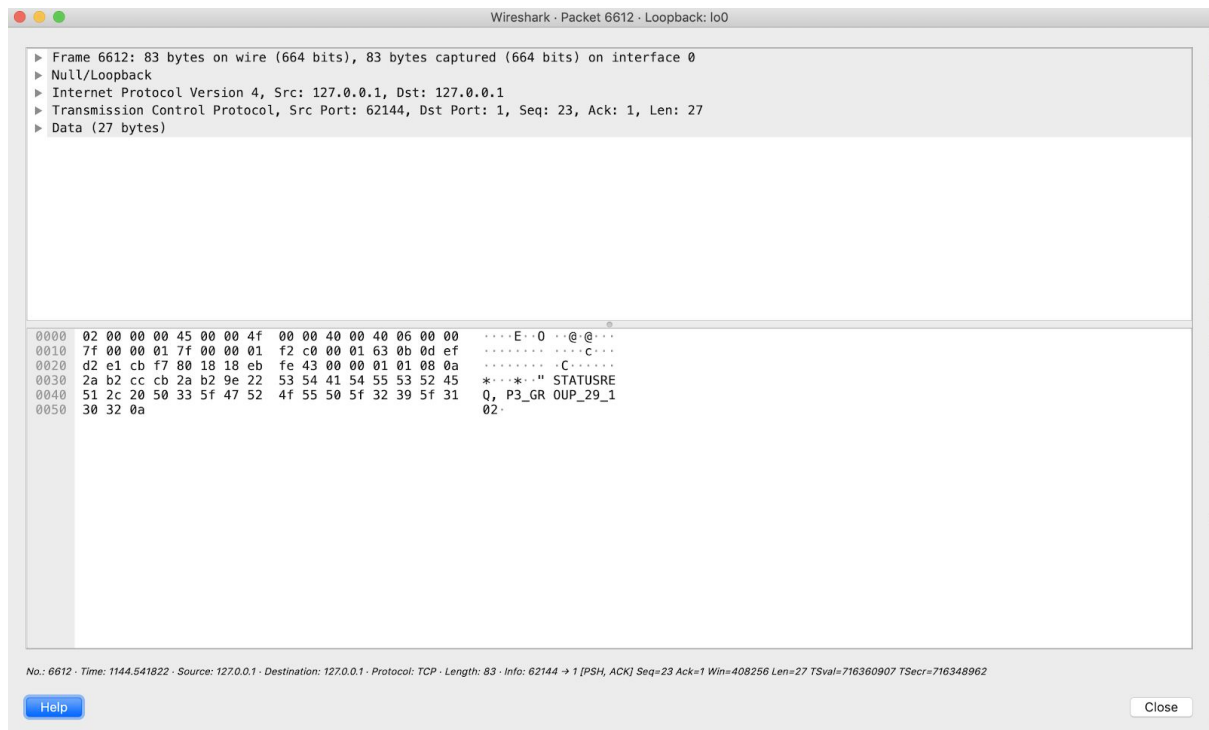 Wireshark · Packet 6612 · Loopback: lo0
Frame 6612: 83 bytes on wire (664 bits), 83 bytes captured (664 bits) on interface 0
Null/Loopback
Internet Protocol Version 4, Src: 127.0.0.1, Dst: 127.0.0.1
Transmission Control Protocol, Src Port: 62144, Dst Port: 1, Seq: 23, Ack: 1, Len: 27
Data (27 bytes)
0000 02 00 00 00 45 00 00 4f 00 00 40 00 40 06 00 00 ····E··O ··@·@···
0010 7f 00 00 01 7f 00 00 01 f2 c0 00 01 63 0b 0d ef ········ ····c···
0020 d2 e1 cb f7 80 18 18 eb fe 43 00 00 01 01 08 0a ········ ·C······
0030 2a b2 cc cb 2a b2 9e 22 53 54 41 54 55 53 52 45 *···*··" STATUSRE
0040 51 2c 20 50 33 5f 47 52 4f 55 50 5f 32 39 5f 31 Q, P3_GR OUP_29_1
0050 30 32 0a 02·
No.: 6612 · Time: 1144.541822 · Source: 127.0.0.1 · Destination: 127.0.0.1 · Protocol: TCP · Length: 83 · Info: 62144 → 1 [PSH, ACK] Seq=23 Ack=1 Win=408256 Len=27 TSval=716360907 TSecr=716348962
Help
Close